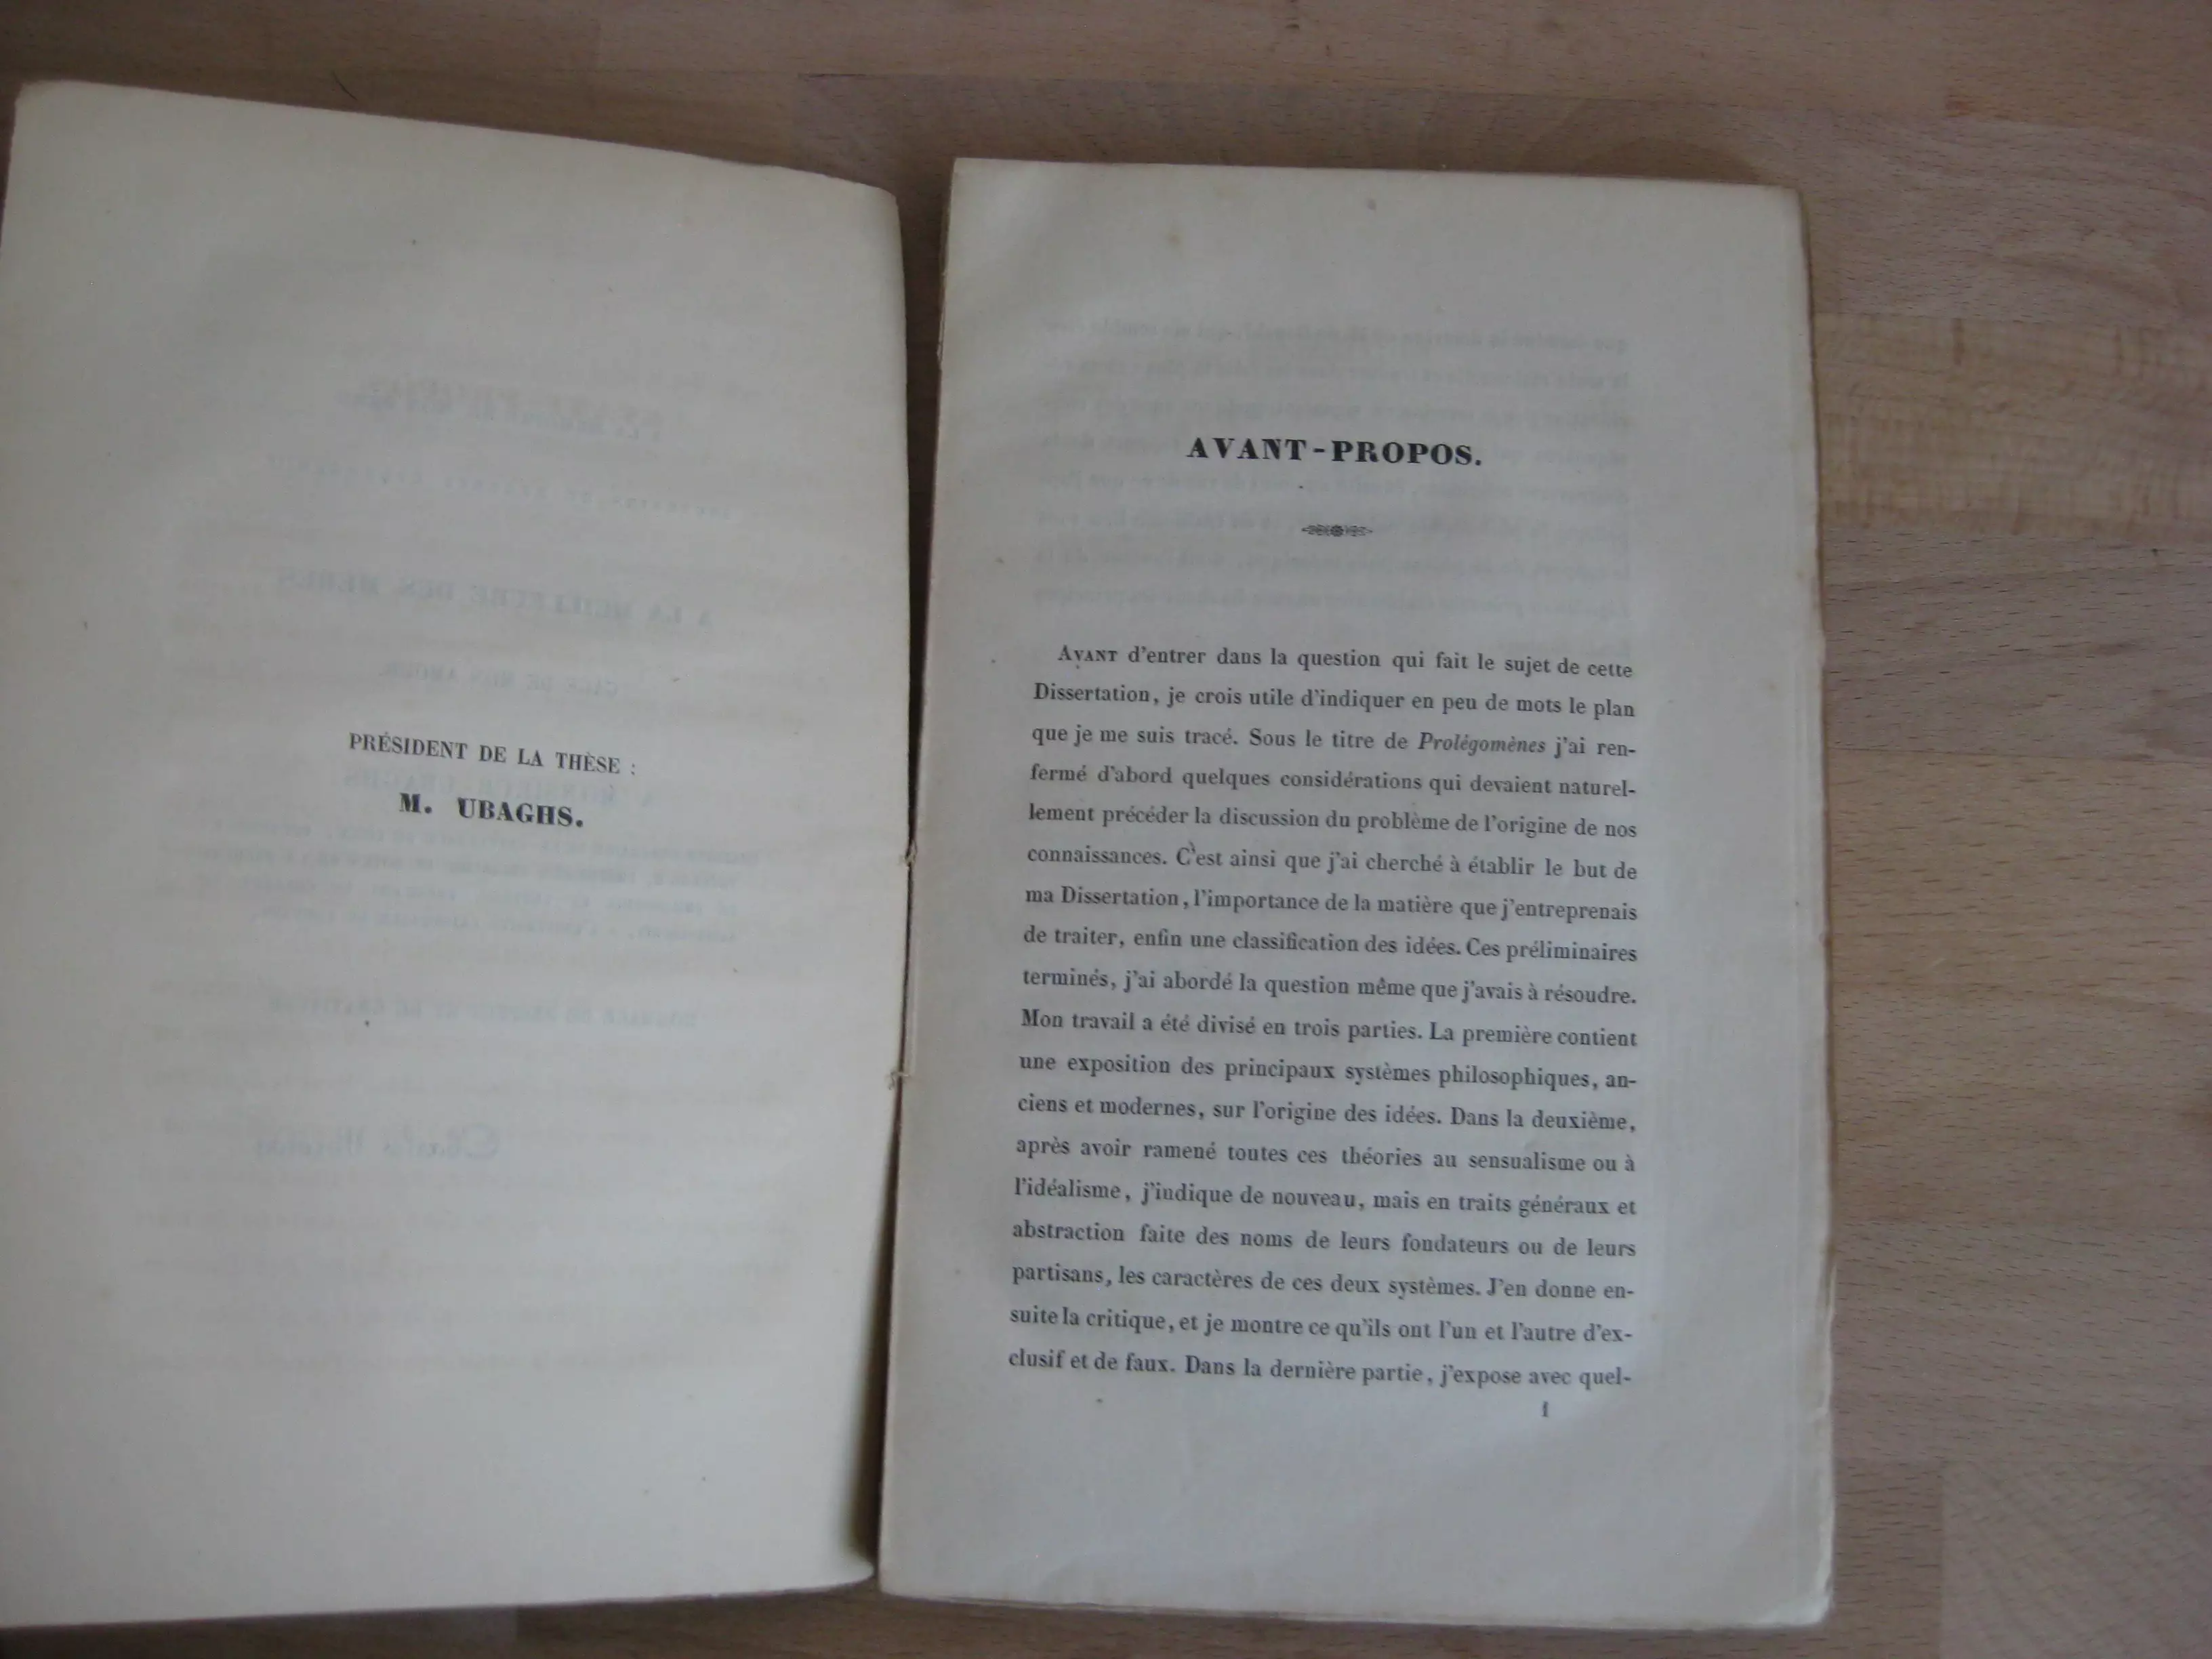 PRÉSIDENT DE LA THÈSE :
M. UBAGHS.
AVANT-PROPOS.
AVANT d'entrer dans la question qui fait le sujet de cette
Dissertation, je crois utile d'indiquer en peu de mots le plan
que je me suis tracé. Sous le titre de Prolégomènes j'ai ren-
fermé d'abord quelques considérations qui devaient naturel-
lement précéder la discussion du problème de l'origine de nos
connaissances. C'est ainsi que j'ai cherché à établir le but de
ma Dissertation, l'importance de la matière que j'entreprenais
de traiter, enfin une classification des idées. Ces préliminaires
terminés, j'ai abordé la question même que j'avais à résoudre.
Mon travail a été divisé en trois parties. La première contient
une exposition des principaux systèmes philosophiques, an-
ciens et modernes, sur l'origine des idées. Dans la deuxième,
après avoir ramené toutes ces théories au sensualisme ou à
l'idéalisme, j'indique de nouveau, mais en traits généraux et
abstraction faite des noms de leurs fondateurs ou de leurs
partisans, les caractères de ces deux systèmes. J'en donne en-
suite la critique, et je montre ce qu'ils ont l'un et l'autre d'ex-
clusif et de faux. Dans la dernière partie, j'expose avec quel-
1